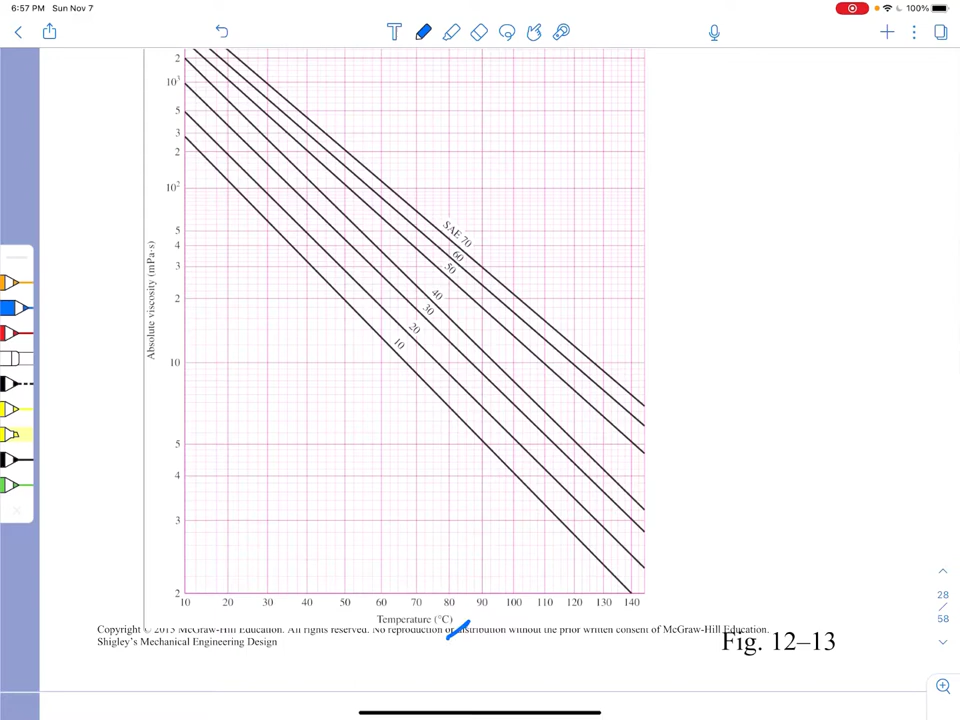 6:57 PM Sun Nov 7
100%
T
2
10³
5
3
2
10²
5
4
3
2
10
5
4
3
2
Absolute viscosity (mPa·s)
SAE 70
60
50
40
30
20
10
10 20 30 40 50 60 70 80 90 100 110 120 130 140
Temperature (°C)
Copyright © 2015 McGraw-Hill Education. All rights reserved. No reproduction or distribution without the prior written consent of McGraw-Hill Education.
Shigley's Mechanical Engineering Design
Fig. 12–13
28
/
58